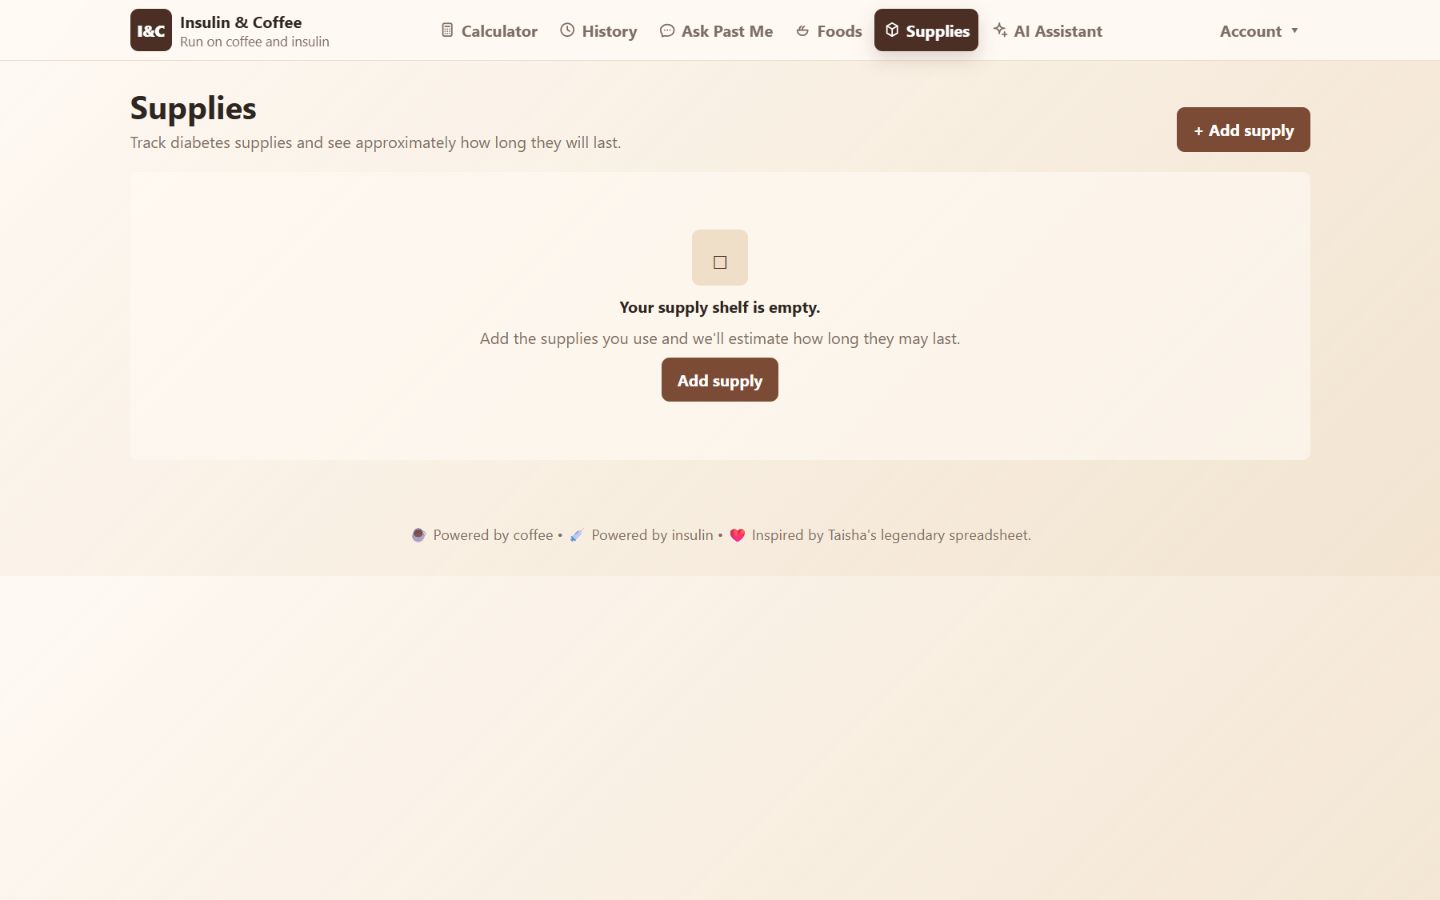 I&C
Insulin & Coffee
Run on coffee and insulin
Calculator
History
Ask Past Me
Foods
Supplies
AI Assistant
Account
Supplies
Track diabetes supplies and see approximately how long they will last.
+ Add supply
Your supply shelf is empty.
Add the supplies you use and we'll estimate how long they may last.
Add supply
Powered by coffee • Powered by insulin • Inspired by Taisha's legendary spreadsheet.